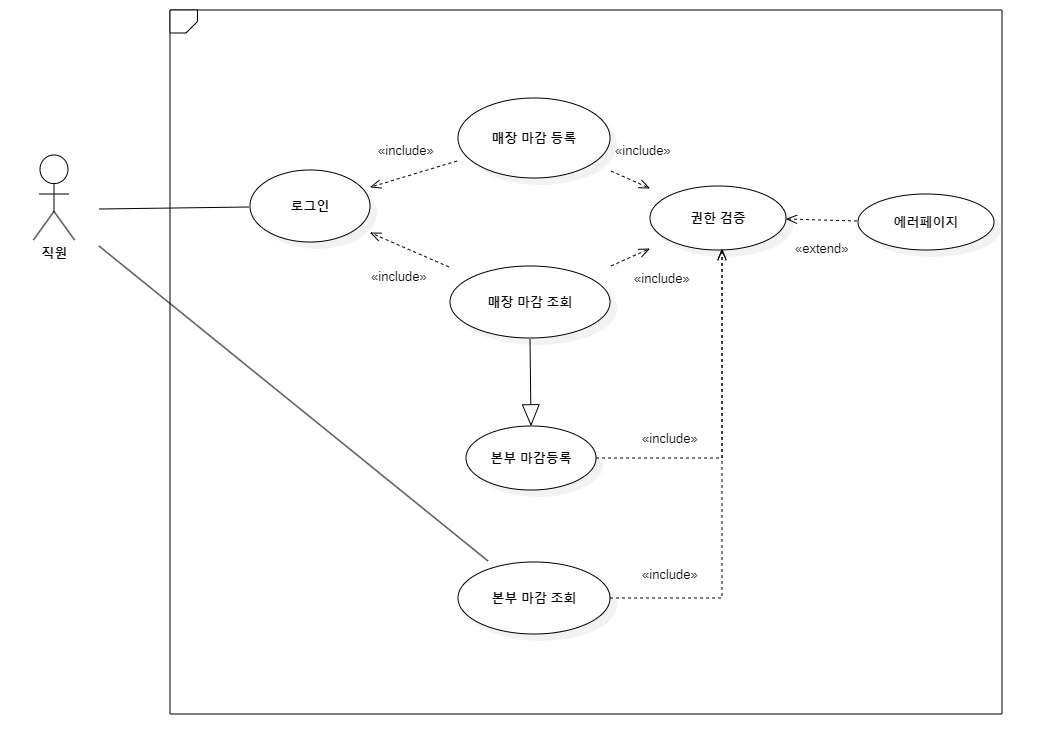 매장 마감 등록
«include»
«include»
로그인
권한 검증
에러페이지
직원
«extend»
«include»
«include»
매장 마감 조회
«include»
본부 마감등록
«include»
본부 마감 조회